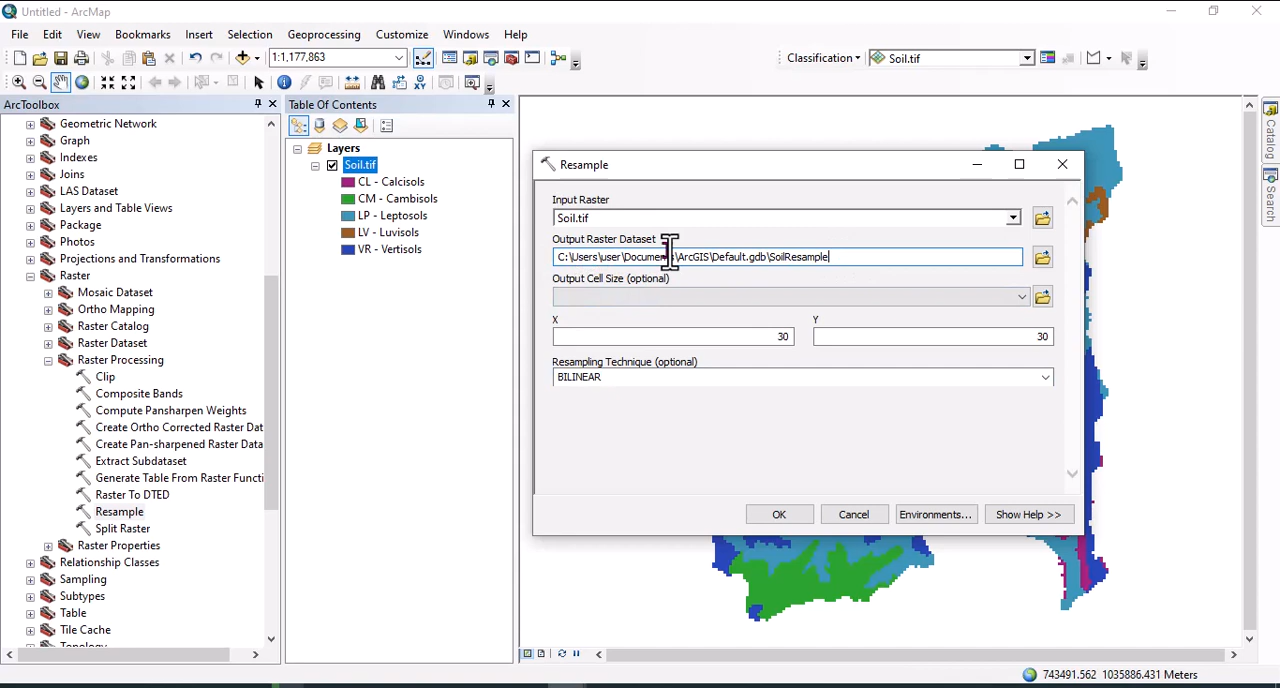 Untitled - ArcMap
File Edit View Bookmarks Insert Selection Geoprocessing Customize Windows Help
1:1,177,863
Classification
Soil.tif
ArcToolbox
Geometric Network
Graph
Indexes
Joins
LAS Dataset
Layers and Table Views
Package
Photos
Projections and Transformations
Raster
Mosaic Dataset
Ortho Mapping
Raster Catalog
Raster Dataset
Raster Processing
Clip
Composite Bands
Compute Pansharpen Weights
Create Ortho Corrected Raster Dat
Create Pan-sharpened Raster Data
Extract Subdataset
Generate Table From Raster Functi
Raster To DTED
Resample
Split Raster
Raster Properties
Relationship Classes
Sampling
Subtypes
Table
Tile Cache
Topology
Table Of Contents
Layers
Soil.tif
CL - Calcisols
CM - Cambisols
LP - Leptosols
LV - Luvisols
VR - Vertisols
Resample
Input Raster
Soil.tif
Output Raster Dataset
C:\Users\user\Documents\ArcGIS\Default.gdb\SoilResample
Output Cell Size (optional)
X Y
30 30
Resampling Technique (optional)
BILINEAR
OK Cancel Environments... Show Help >>
Catalog
Search
743491.562 1035886.431 Meters